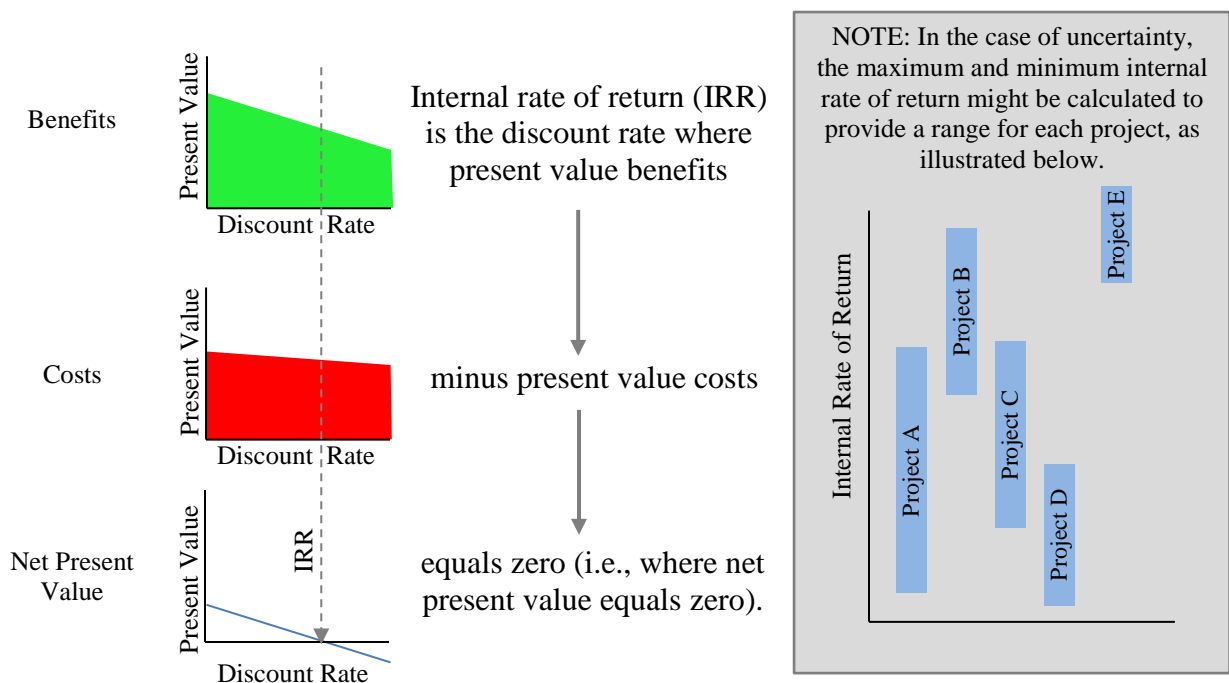 Benefits
Present Value
Discount Rate
Internal rate of return (IRR)
is the discount rate where
present value benefits
Costs
Present Value
Discount Rate
minus present value costs
Net Present
Value
Present Value
IRR
Discount Rate
equals zero (i.e., where net
present value equals zero).
NOTE: In the case of uncertainty,
the maximum and minimum internal
rate of return might be calculated to
provide a range for each project, as
illustrated below.
Internal Rate of Return
Project A
Project B
Project C
Project D
Project E